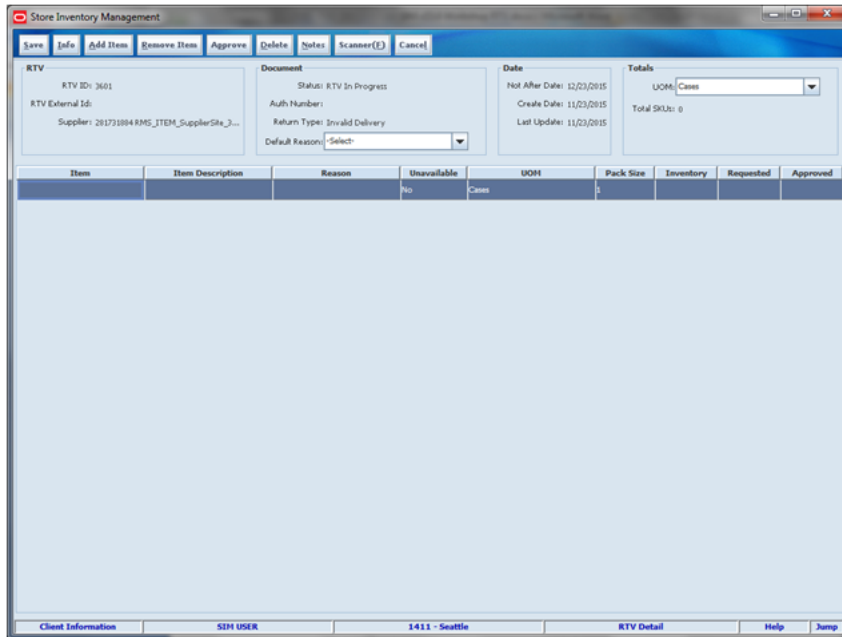 Store Inventory Management
Save Info Add Item Remove Item Approve Delete Notes Scanner(F) Cancel
RTV
RTV ID: 3601
RTV External Id:
Supplier: 281731884 RMS_ITEM_SupplierSite_3...
Document
Status: RTV In Progress
Auth Number:
Return Type: Invalid Delivery
Default Reason: -Select-
Date
Not After Date: 12/23/2015
Create Date: 11/23/2015
Last Update: 11/23/2015
Totals
UOM: Cases
Total SKUs: 0
Item Item Description Reason Unavailable UOM Pack Size Inventory Requested Approved
No Cases 1
Client Information SIM USER 1411 - Seattle RTV Detail Help Jump